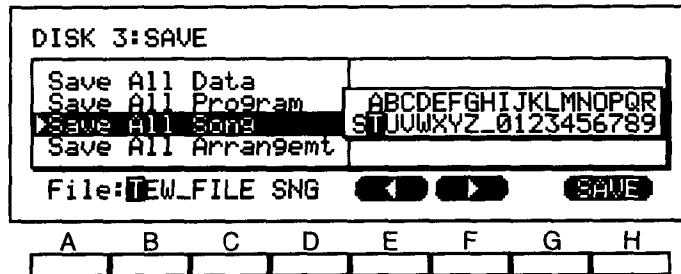 DISK 3:SAVE
Save All Data
Save All Program
Save All Song
Save All Arrangemt
ABCDEFGHIJKLMNOPQR
STUVWXYZ_0123456789
File:TEW_FILE SNG
SAVE
A B C D E F G H